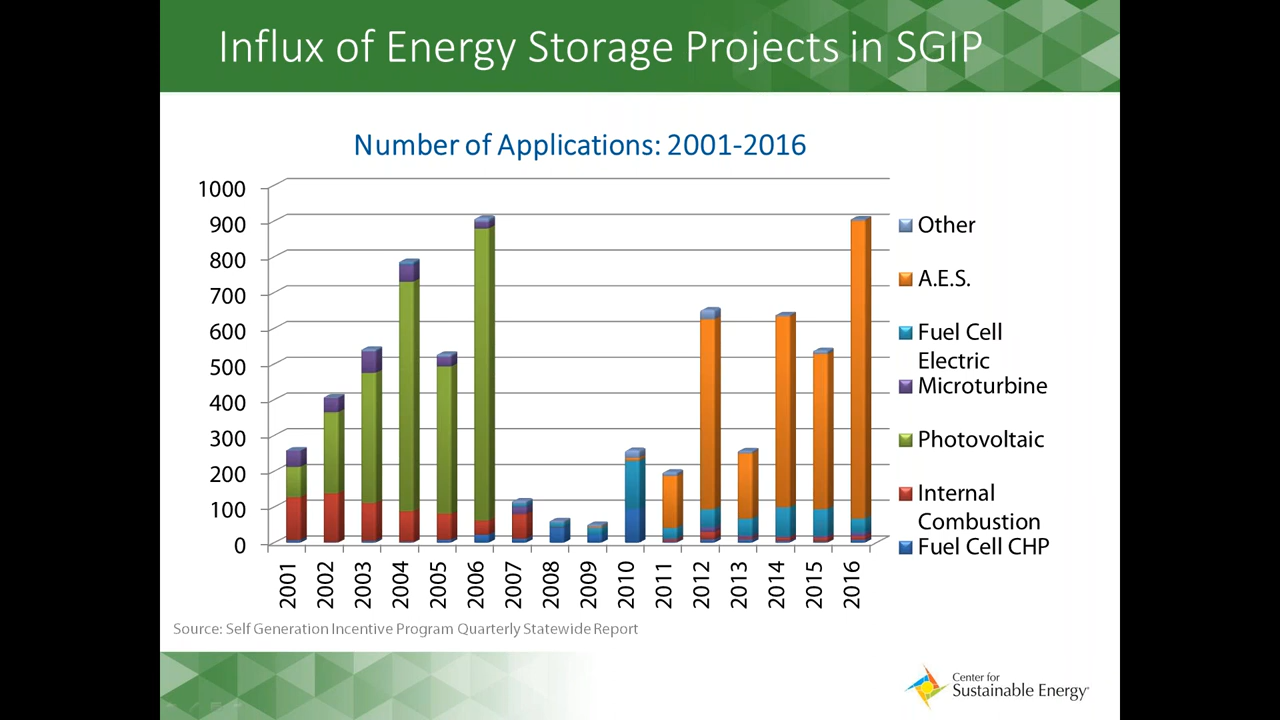 Influx of Energy Storage Projects in SGIP
Number of Applications: 2001-2016
1000
900
800
700
600
500
400
300
200
100
0
2001
2002
2003
2004
2005
2006
2007
2008
2009
2010
2011
2012
2013
2014
2015
2016
Other
A.E.S.
Fuel Cell
Electric
Microturbine
Photovoltaic
Internal
Combustion
Fuel Cell CHP
Source: Self Generation Incentive Program Quarterly Statewide Report
Center for
Sustainable Energy